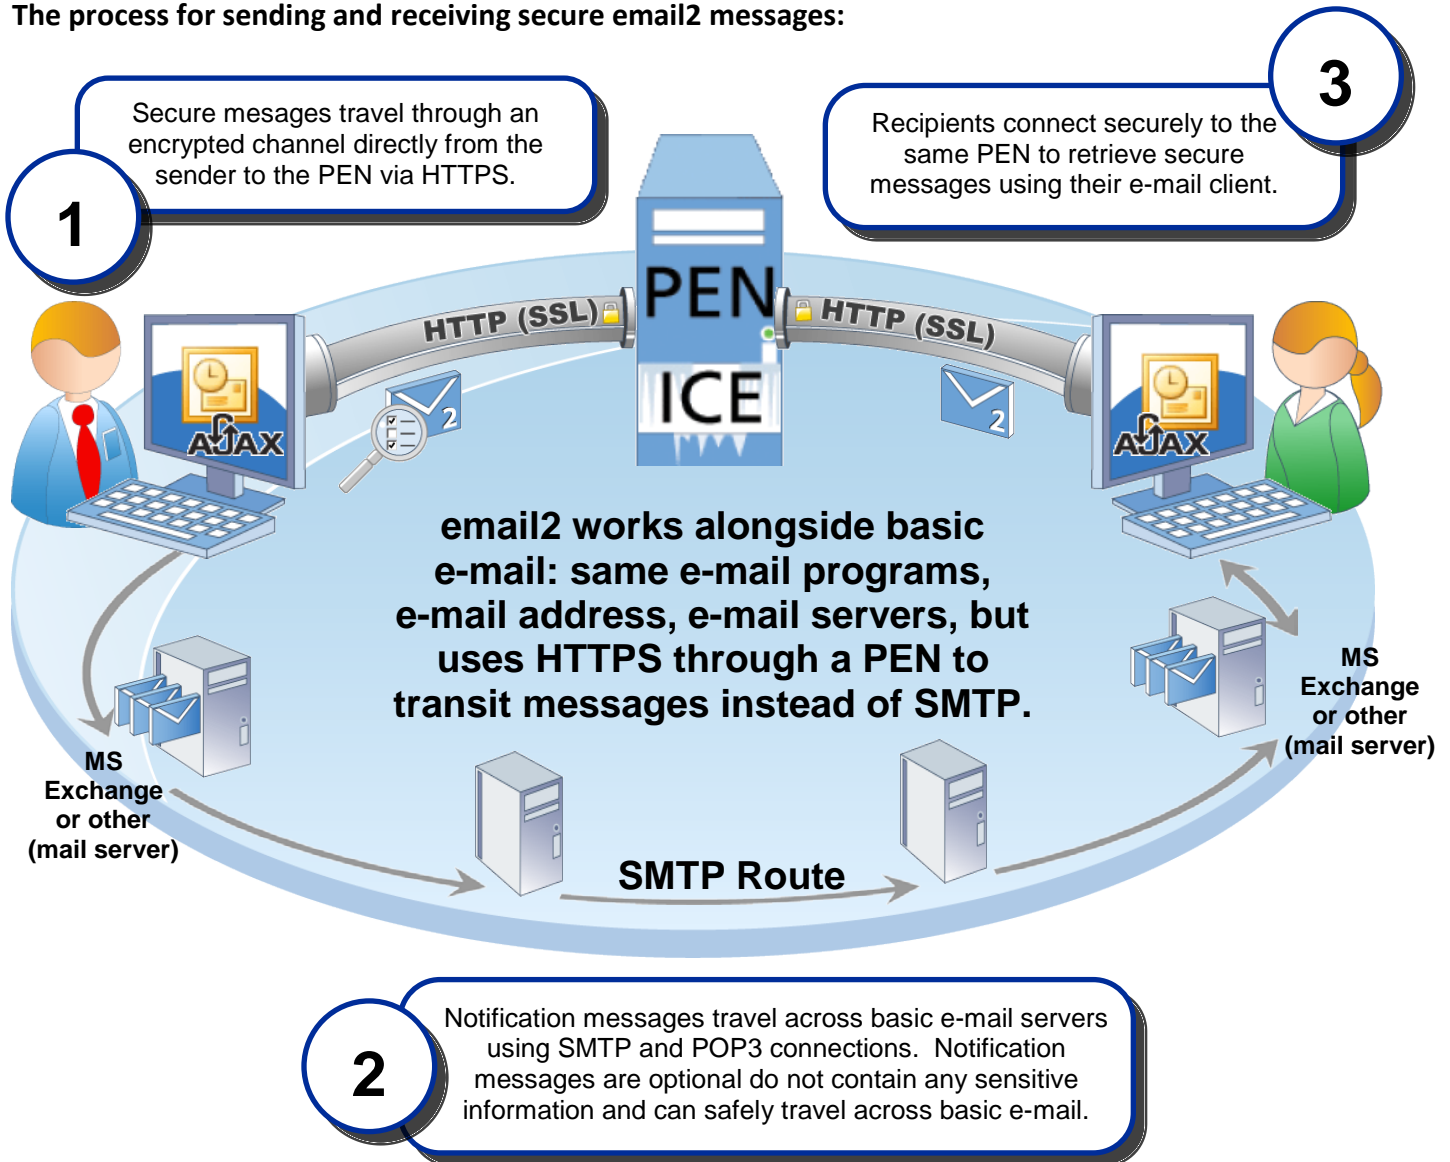 The process for sending and receiving secure email2 messages:
1
Secure mesages travel through an
encrypted channel directly from the
sender to the PEN via HTTPS.
3
Recipients connect securely to the
same PEN to retrieve secure
messages using their e-mail client.
HTTP (SSL)
PEN
ICE
HTTP (SSL)
2
2
AJAX
AJAX
email2 works alongside basic
e-mail: same e-mail programs,
e-mail address, e-mail servers, but
uses HTTPS through a PEN to
transit messages instead of SMTP.
MS
Exchange
or other
(mail server)
MS
Exchange
or other
(mail server)
SMTP Route
2
Notification messages travel across basic e-mail servers
using SMTP and POP3 connections.  Notification
messages are optional do not contain any sensitive
information and can safely travel across basic e-mail.